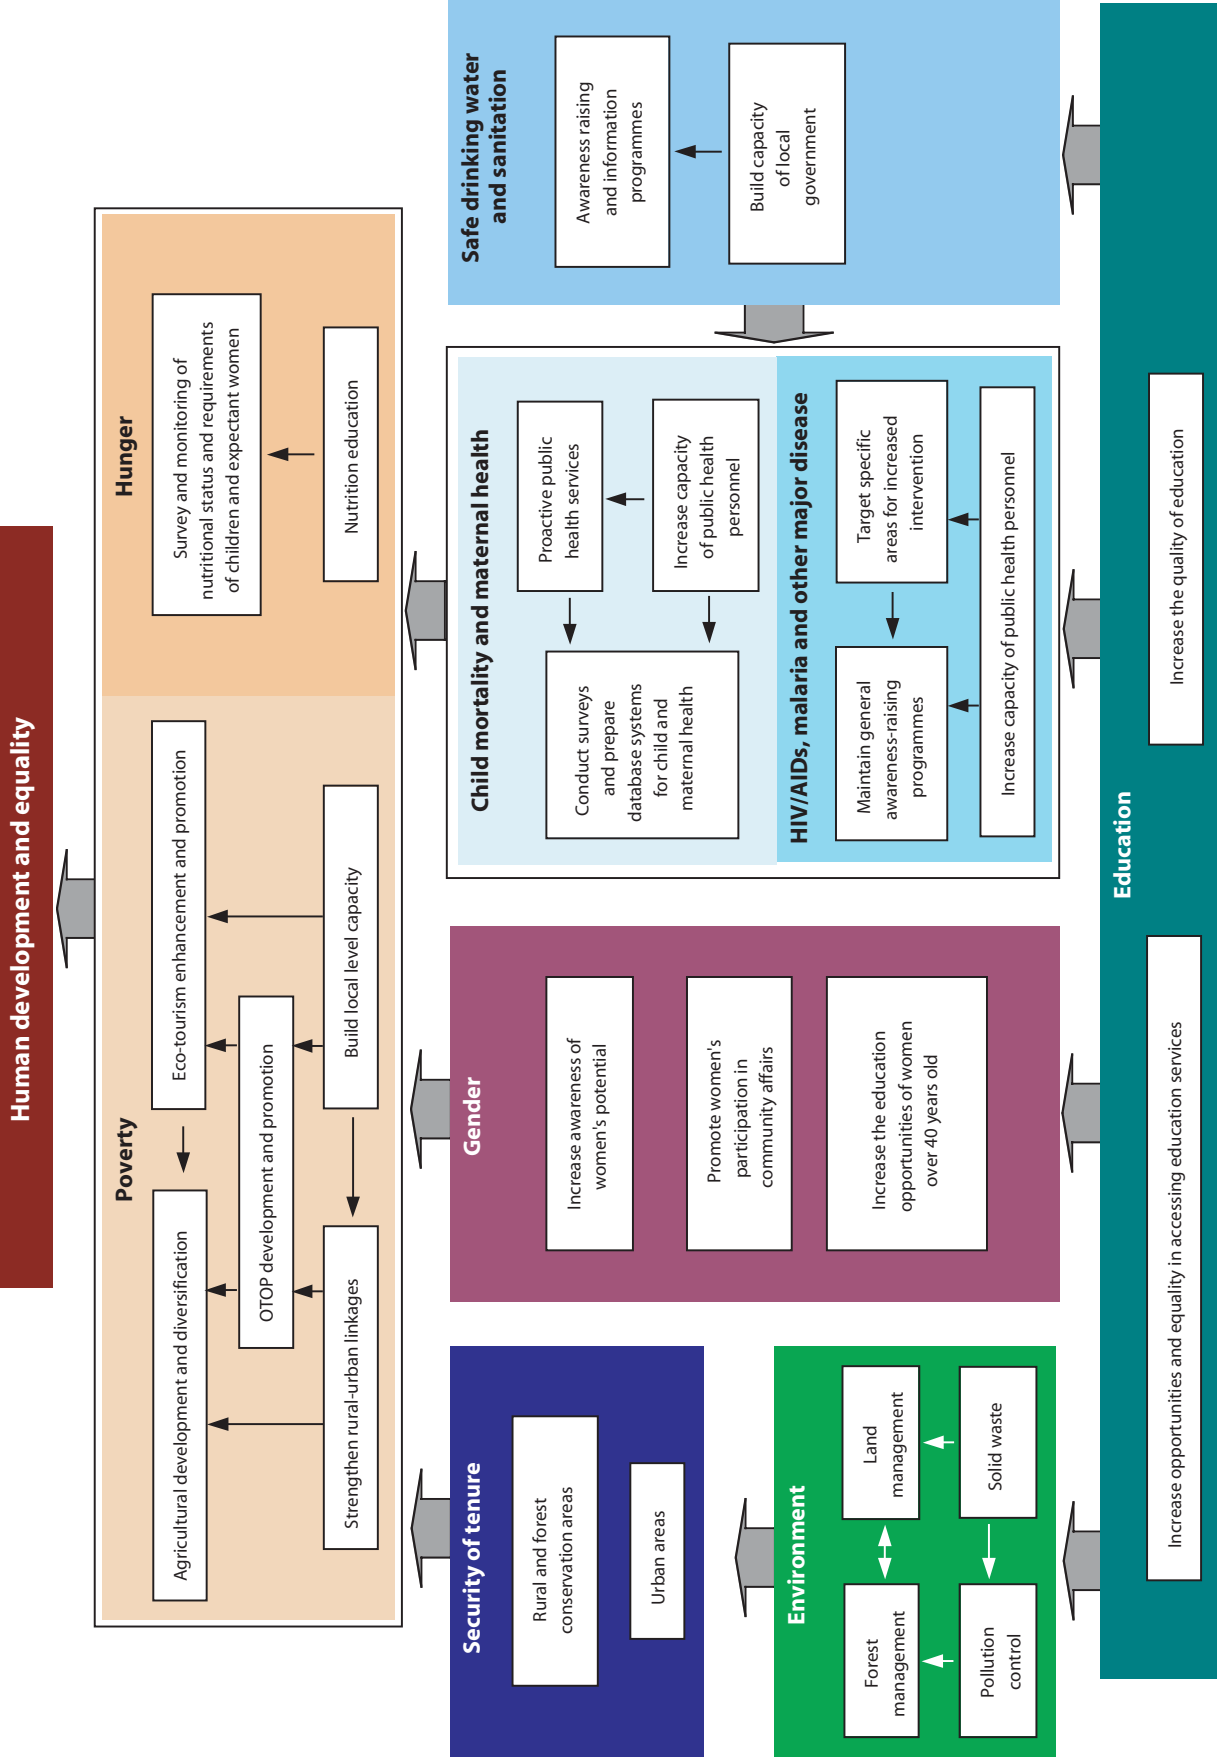 Human development and equality
Poverty
Hunger
Agricultural development and diversification
Eco-tourism enhancement and promotion
Survey and monitoring of
nutritional status and requirements
of children and expectant women
OTOP development and promotion
Strengthen rural-urban linkages
Build local level capacity
Nutrition education
Security of tenure
Rural and forest
conservation areas
Urban areas
Environment
Forest
management
Land
management
Pollution
control
Solid waste
Gender
Increase awareness of
women's potential
Promote women's
participation in
community affairs
Increase the education
opportunities of women
over 40 years old
Child mortality and maternal health
Conduct surveys
and prepare
database systems
for child and
maternal health
Proactive public
health services
Increase capacity
of public health
personnel
HIV/AIDs, malaria and other major disease
Maintain general
awareness-raising
programmes
Target specific
areas for increased
intervention
Increase capacity of public health personnel
Safe drinking water
and sanitation
Awareness raising
and information
programmes
Build capacity
of local
government
Education
Increase opportunities and equality in accessing education services
Increase the quality of education